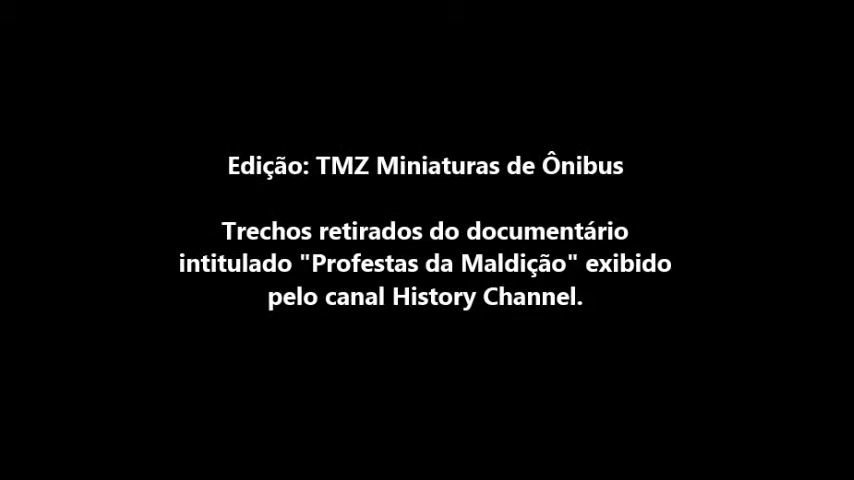 Edição: TMZ Miniaturas de Ônibus
Trechos retirados do documentário
intitulado "Profestas da Maldição" exibido
pelo canal History Channel.